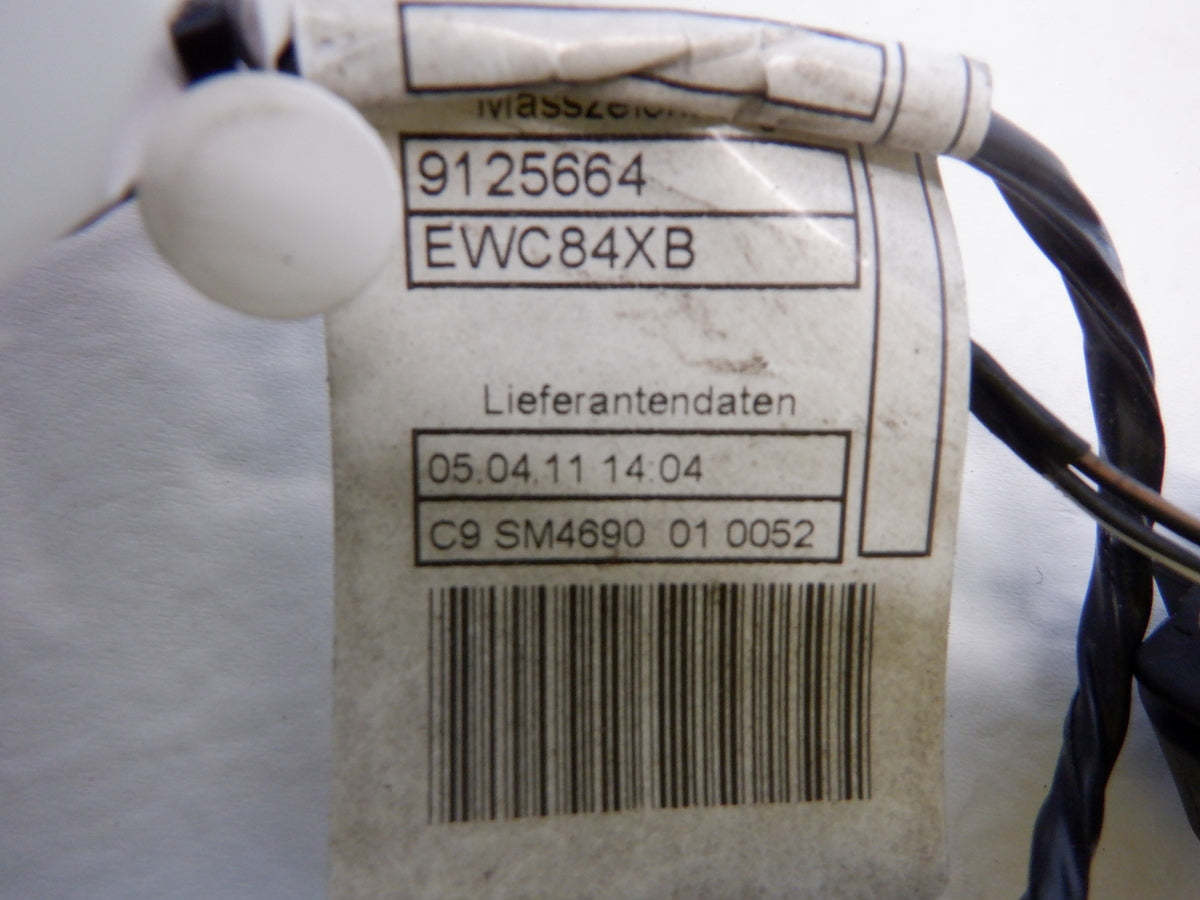 9125664
EWC84XB
Lieferantendaten
05.04.11 14:04
C9 SM4690 01 0052